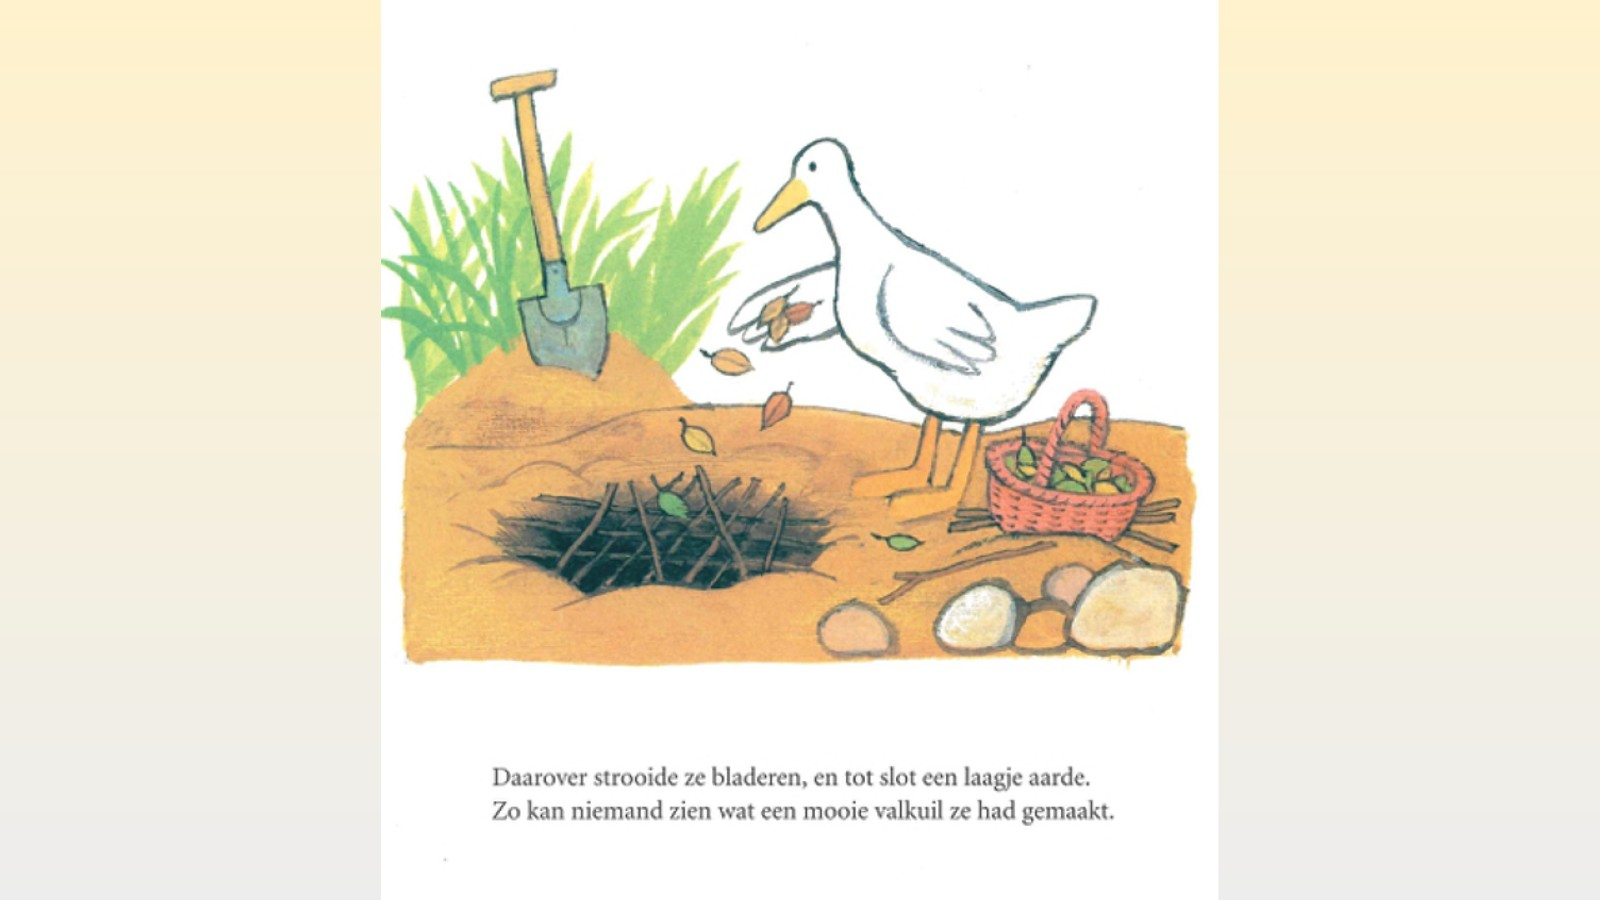 Daarover strooide ze bladeren, en tot slot een laagje aarde.
Zo kan niemand zien wat een mooie valkuil ze had gemaakt.